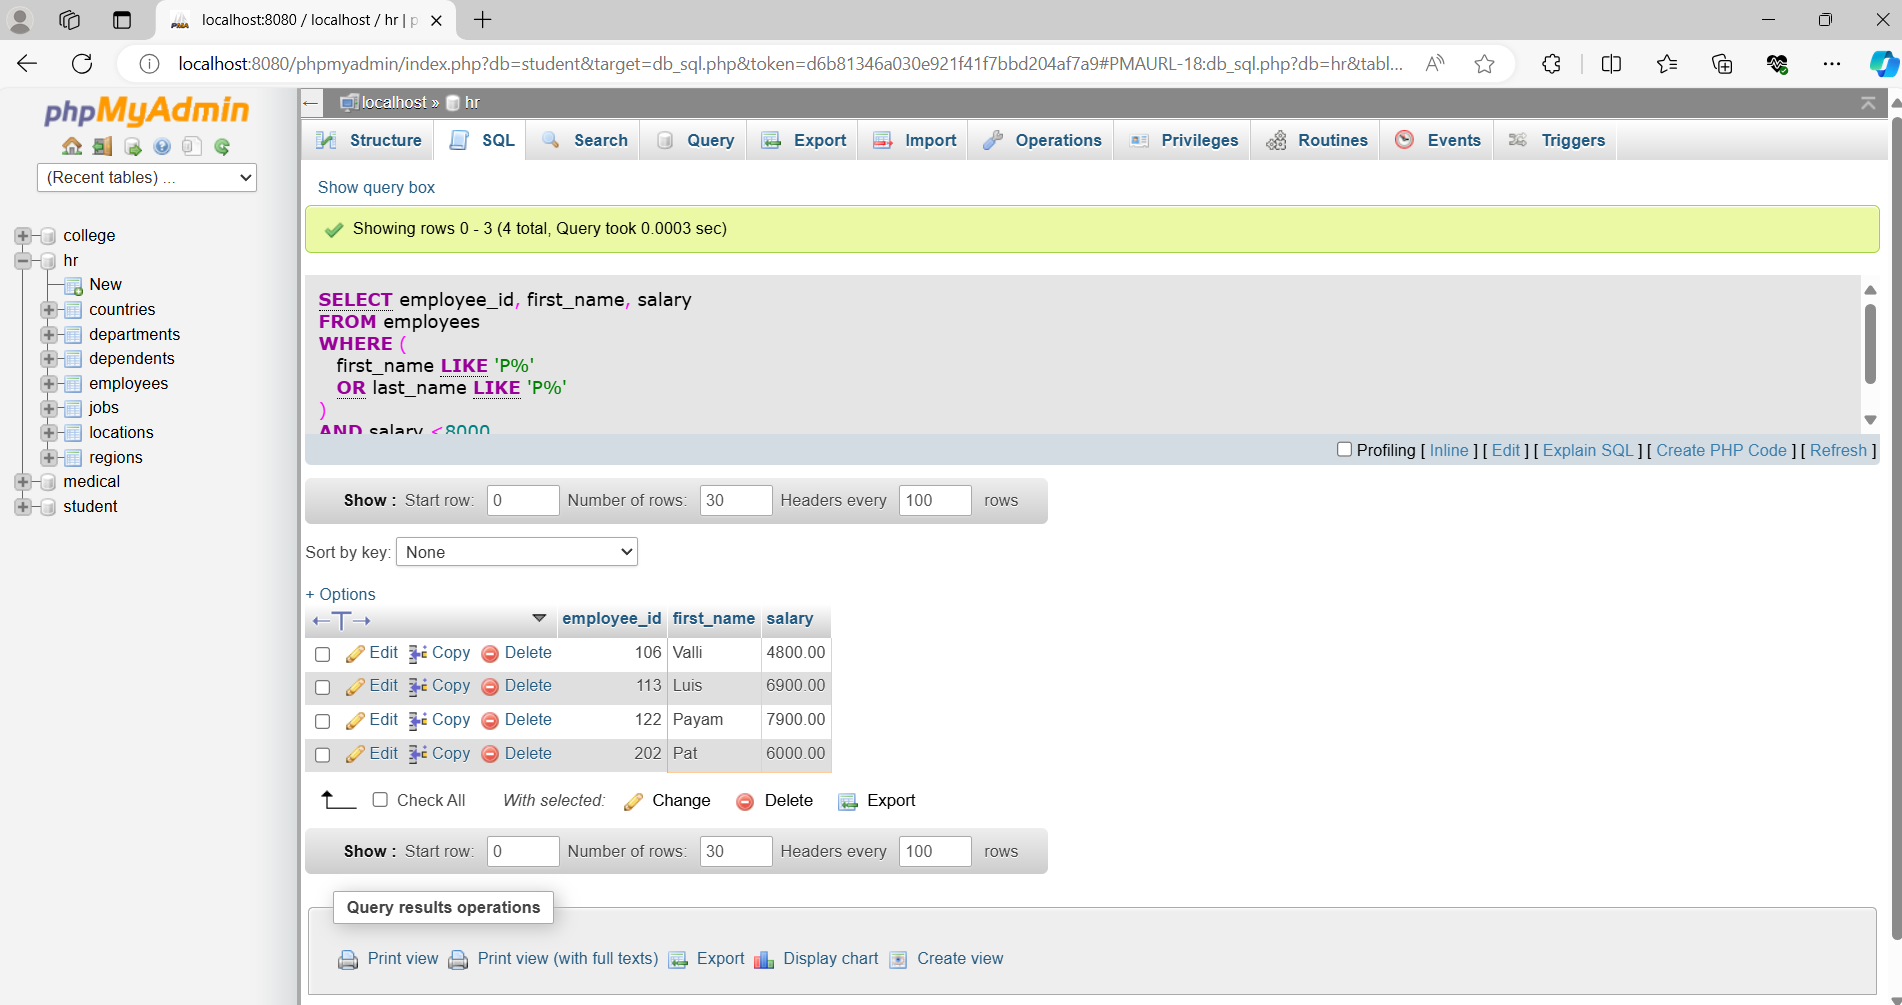 localhost:8080 / localhost / hr | p
localhost:8080/phpmyadmin/index.php?db=student&target=db_sql.php&token=d6b81346a030e921f41f7bbd204af7a9#PMAURL-18:db_sql.php?db=hr&tabl...
phpMyAdmin
(Recent tables) ...
college
hr
New
countries
departments
dependents
employees
jobs
locations
regions
medical
student
localhost » hr
Structure SQL Search Query Export Import Operations Privileges Routines Events Triggers
Show query box
Showing rows 0 - 3 (4 total, Query took 0.0003 sec)
SELECT employee_id, first_name, salary
FROM employees
WHERE (
first_name LIKE 'P%'
OR last_name LIKE 'P%'
)
AND salary <8000
Profiling [ Inline ] [ Edit ] [ Explain SQL ] [ Create PHP Code ] [ Refresh ]
Show : Start row: 0 Number of rows: 30 Headers every 100 rows
Sort by key: None
+ Options
employee_id first_name salary
Edit Copy Delete 106 Valli 4800.00
Edit Copy Delete 113 Luis 6900.00
Edit Copy Delete 122 Payam 7900.00
Edit Copy Delete 202 Pat 6000.00
Check All With selected: Change Delete Export
Show : Start row: 0 Number of rows: 30 Headers every 100 rows
Query results operations
Print view Print view (with full texts) Export Display chart Create view